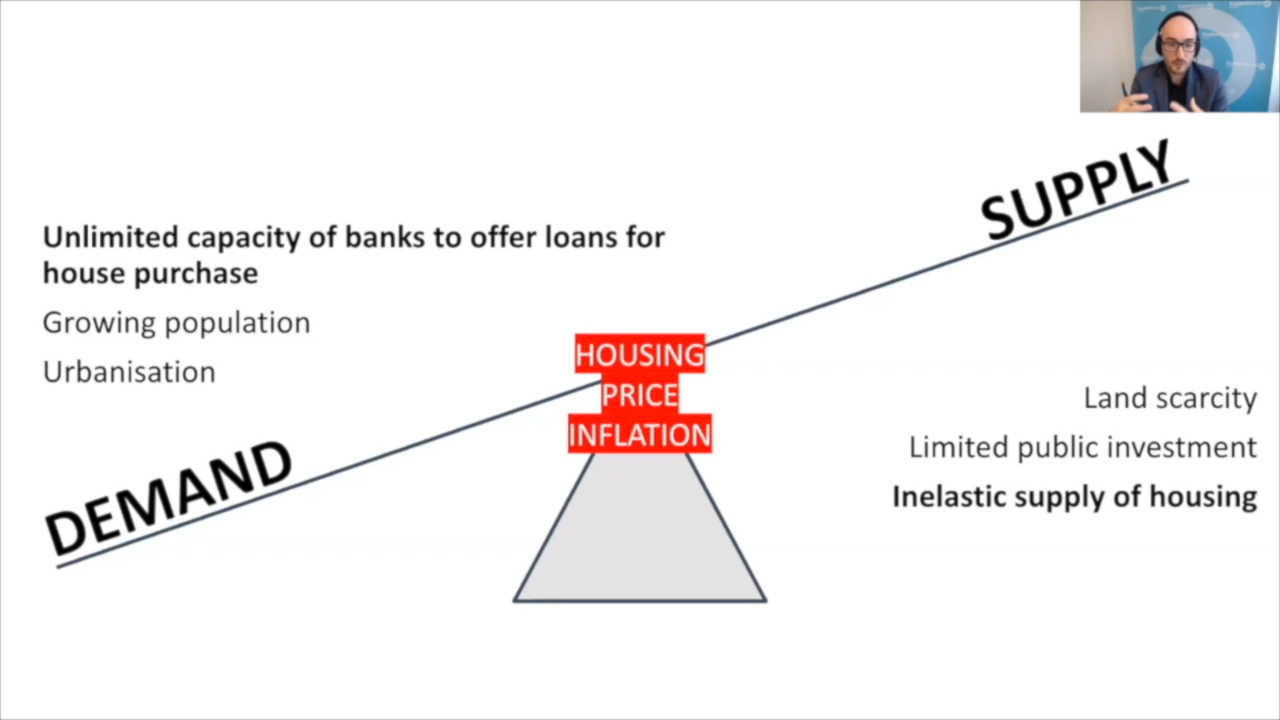 SUPPLY
Unlimited capacity of banks to offer loans for
house purchase
Growing population
Urbanisation
HOUSING
PRICE
INFLATION
Land scarcity
Limited public investment
Inelastic supply of housing
DEMAND